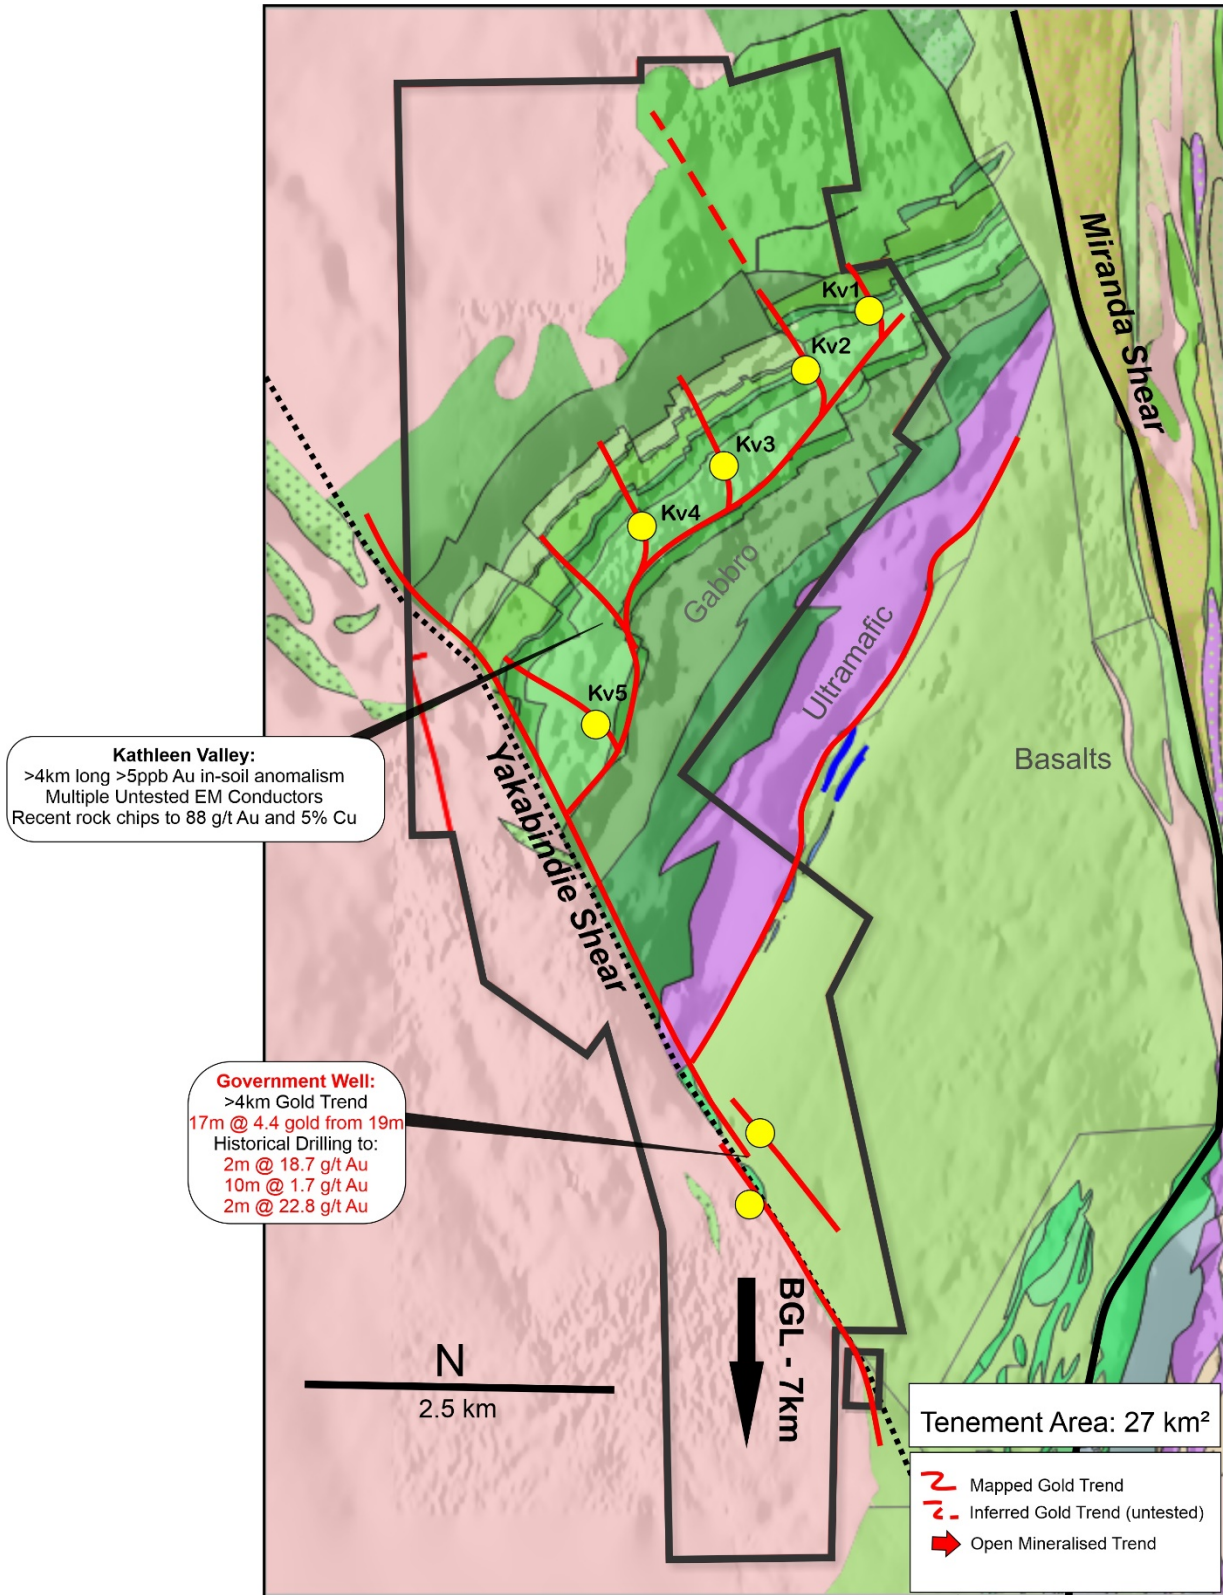 Miranda Shear
Kv1
Kv2
Kv3
Kv4
Gabbro
Ultramafic
Kv5
Basalts
Yakabindie Shear
Kathleen Valley:
>4km long >5ppb Au in-soil anomalism
Multiple Untested EM Conductors
Recent rock chips to 88 g/t Au and 5% Cu
Government Well:
>4km Gold Trend
17m @ 4.4 gold from 19m
Historical Drilling to:
2m @ 18.7 g/t Au
10m @ 1.7 g/t Au
2m @ 22.8 g/t Au
BGL - 7km
N
2.5 km
Tenement Area: 27 km²
Mapped Gold Trend
Inferred Gold Trend (untested)
Open Mineralised Trend